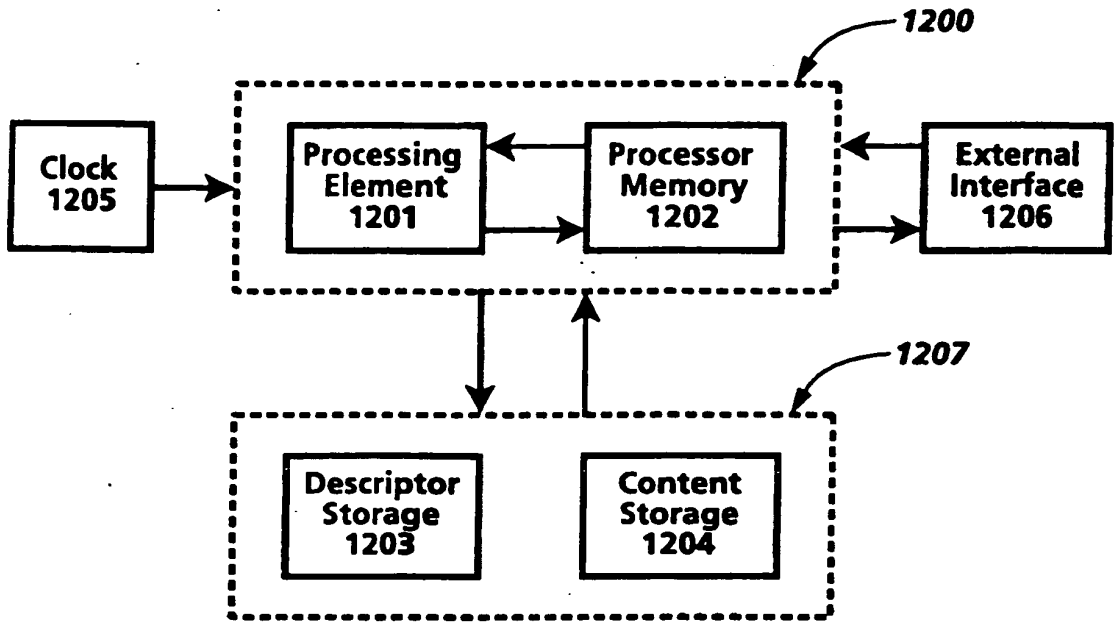 1200
Clock
1205
Processing
Element
1201
Processor
Memory
1202
External
Interface
1206
1207
Descriptor
Storage
1203
Content
Storage
1204